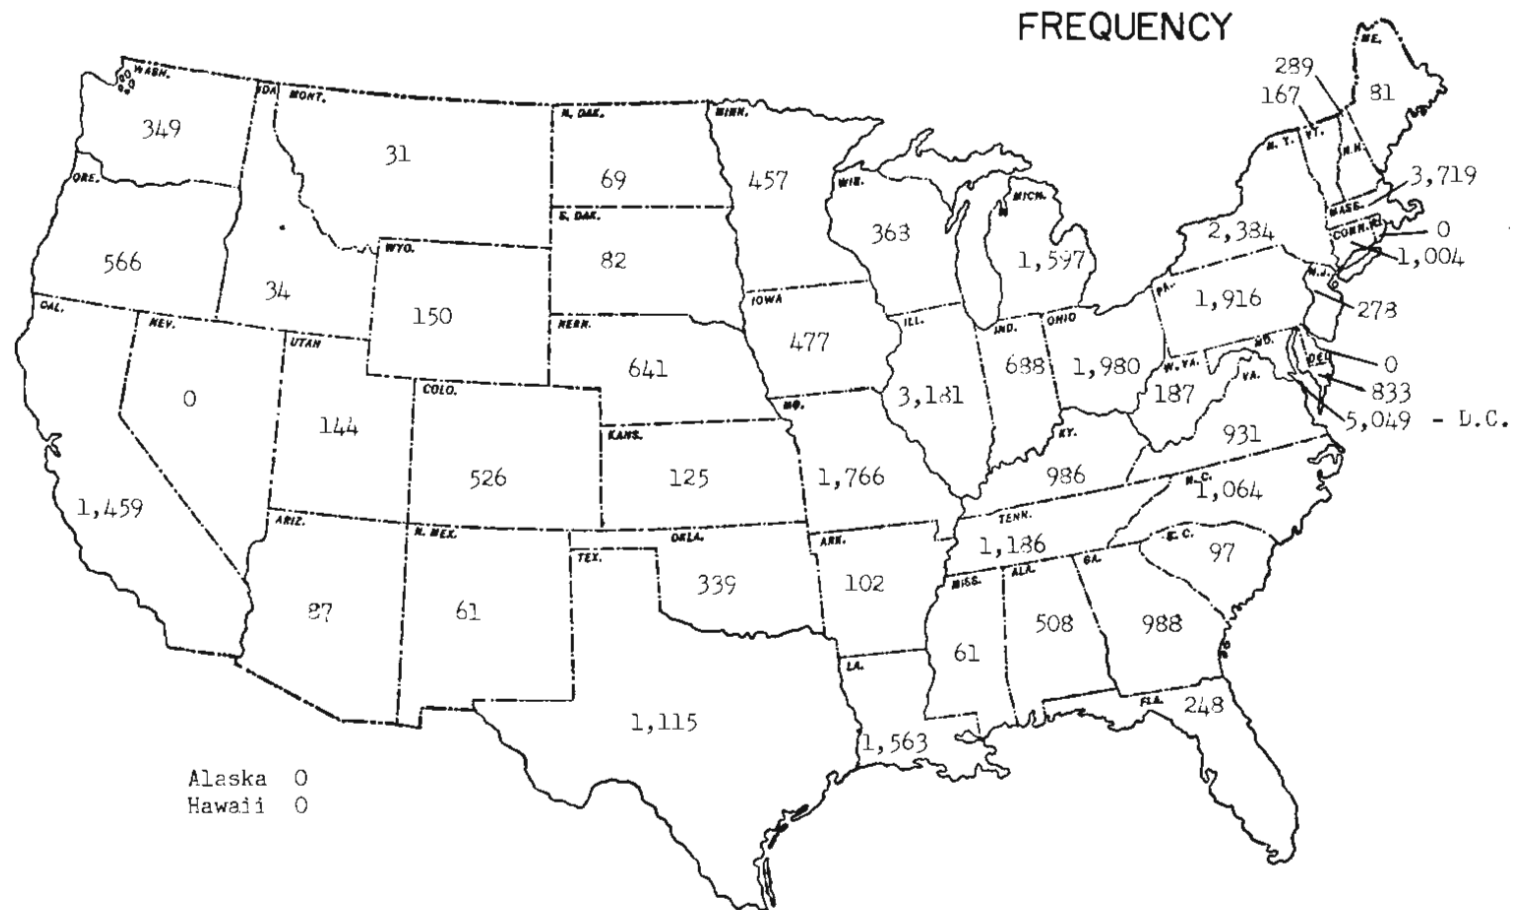 FREQUENCY
WASH.
349
IDA
34
MONT.
31
N. DAK.
69
MINN.
457
289
167
ME.
81
ORE.
566
S. DAK.
82
WIS.
363
MICH.
1,597
N. Y.
2,384
VT.
N.H.
MASS.
3,719
CONN.
R.I.
0
1,004
WYO.
150
CAL.
1,459
NEV.
0
UTAH
144
NEBR.
641
IOWA
477
ILL.
3,181
IND.
688
OHIO
1,980
PA.
1,916
N.J.
278
MD.
DEL
0
833
5,049 - D.C.
W. VA.
187
VA.
931
COLO.
526
KANS.
125
MO.
1,766
KY.
986
N. C.
1,064
TENN.
1,186
S. C.
97
ARIZ.
87
N. MEX.
61
TEX.
1,115
OKLA.
339
ARK.
102
MISS.
61
ALA.
508
GA.
988
LA.
1,563
FLA.
248
Alaska 0
Hawaii 0